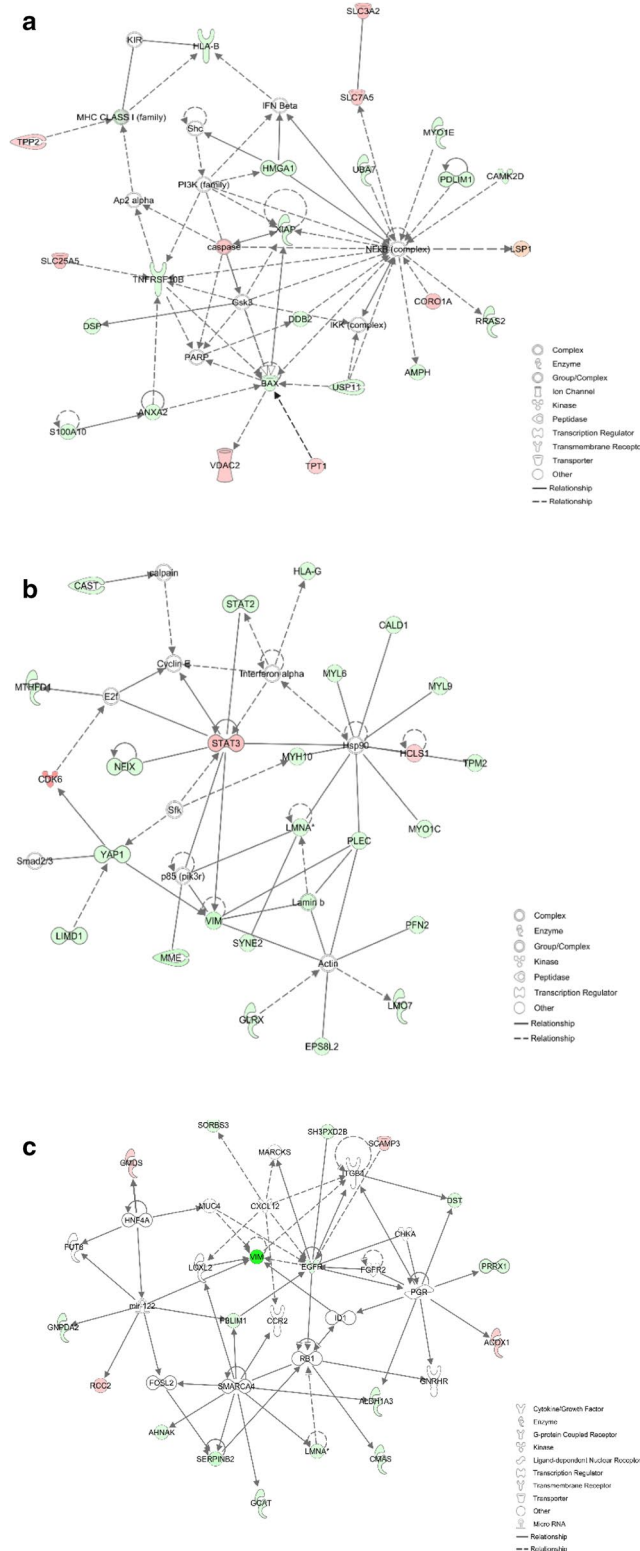 a
SLC3A2
KIR
HLA-B
SLC7A5
IFN Beta
MHC CLASS I (family)
Shc
MYO1E
TPP2
HMGA1
UBA7
PDLIM1
CAMK2D
PI3K (family)
Ap2 alpha
XIAP
caspase
NFkB (complex)
LSP1
SLC25A5
TNFRSF10B
Gsk3
CORO1A
DSP
DDB2
IKK (complex)
RRAS2
PARP
AMPH
BAX
USP11
ANXA2
S100A10
VDAC2
TPT1
Complex
Enzyme
Group/Complex
Ion Channel
Kinase
Peptidase
Transcription Regulator
Transmembrane Recepto
Transporter
Other
Relationship
Relationship
b
calpain
HLA-G
CAST
STAT2
CALD1
Cyclin E
Interferon alpha
MYL6
MYL9
MTHFD1
E2f
STAT3
Hsp90
HCLS1
NFIX
MYH10
TPM2
CDK6
Sfk
LMNA*
MYO1C
YAP1
PLEC
Smad2/3
p85 (pik3r)
Lamin b
VIM
LIMD1
SYNE2
PFN2
MME
Actin
GLRX
LMO7
EPS8L2
Complex
Enzyme
Group/Complex
Kinase
Peptidase
Transcription Regulator
Other
Relationship
Relationship
c
SORBS3
SH3PXD2B
SCAMP3
MARCKS
GMDS
ITGB1
MUC4
CXCL12
DST
HNF4A
CHKA
FUT8
VIM
LOXL2
EGFR
FGFR2
PRRX1
PGR
mir-122
GNPDA2
FBLIM1
CCR2
ID1
ACOX1
RB1
RCC2
FOSL2
SMARCA4
GNRHR
ALDH1A3
AHNAK
SERPINB2
LMNA*
CMAS
GCAT
Cytokine/Growth Factor
Enzyme
G-protein Coupled Receptor
Kinase
Ligand-dependent Nuclear Receptor
Transcription Regulator
Transmembrane Receptor
Transporter
Other
Micro RNA
Relationship
Relationship